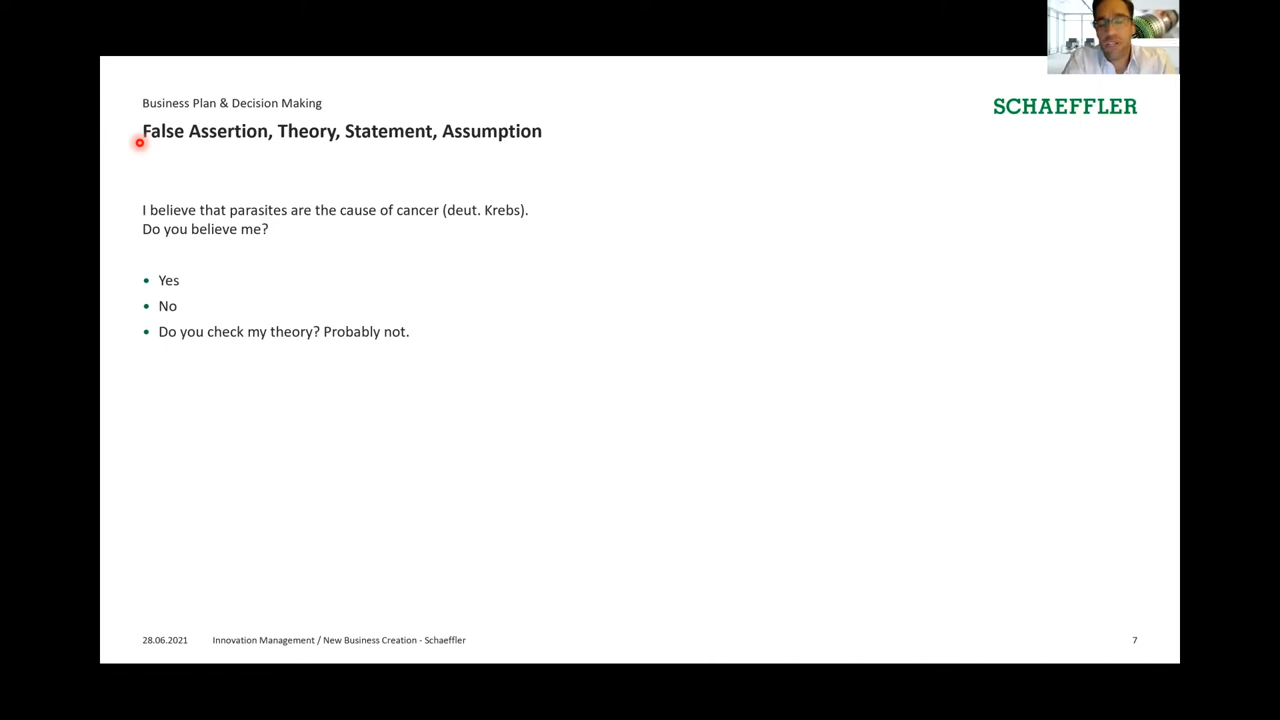 Business Plan & Decision Making
SCHAEFFLER
False Assertion, Theory, Statement, Assumption
I believe that parasites are the cause of cancer (deut. Krebs).
Do you believe me?
• Yes
• No
• Do you check my theory? Probably not.
28.06.2021 Innovation Management / New Business Creation - Schaeffler 7